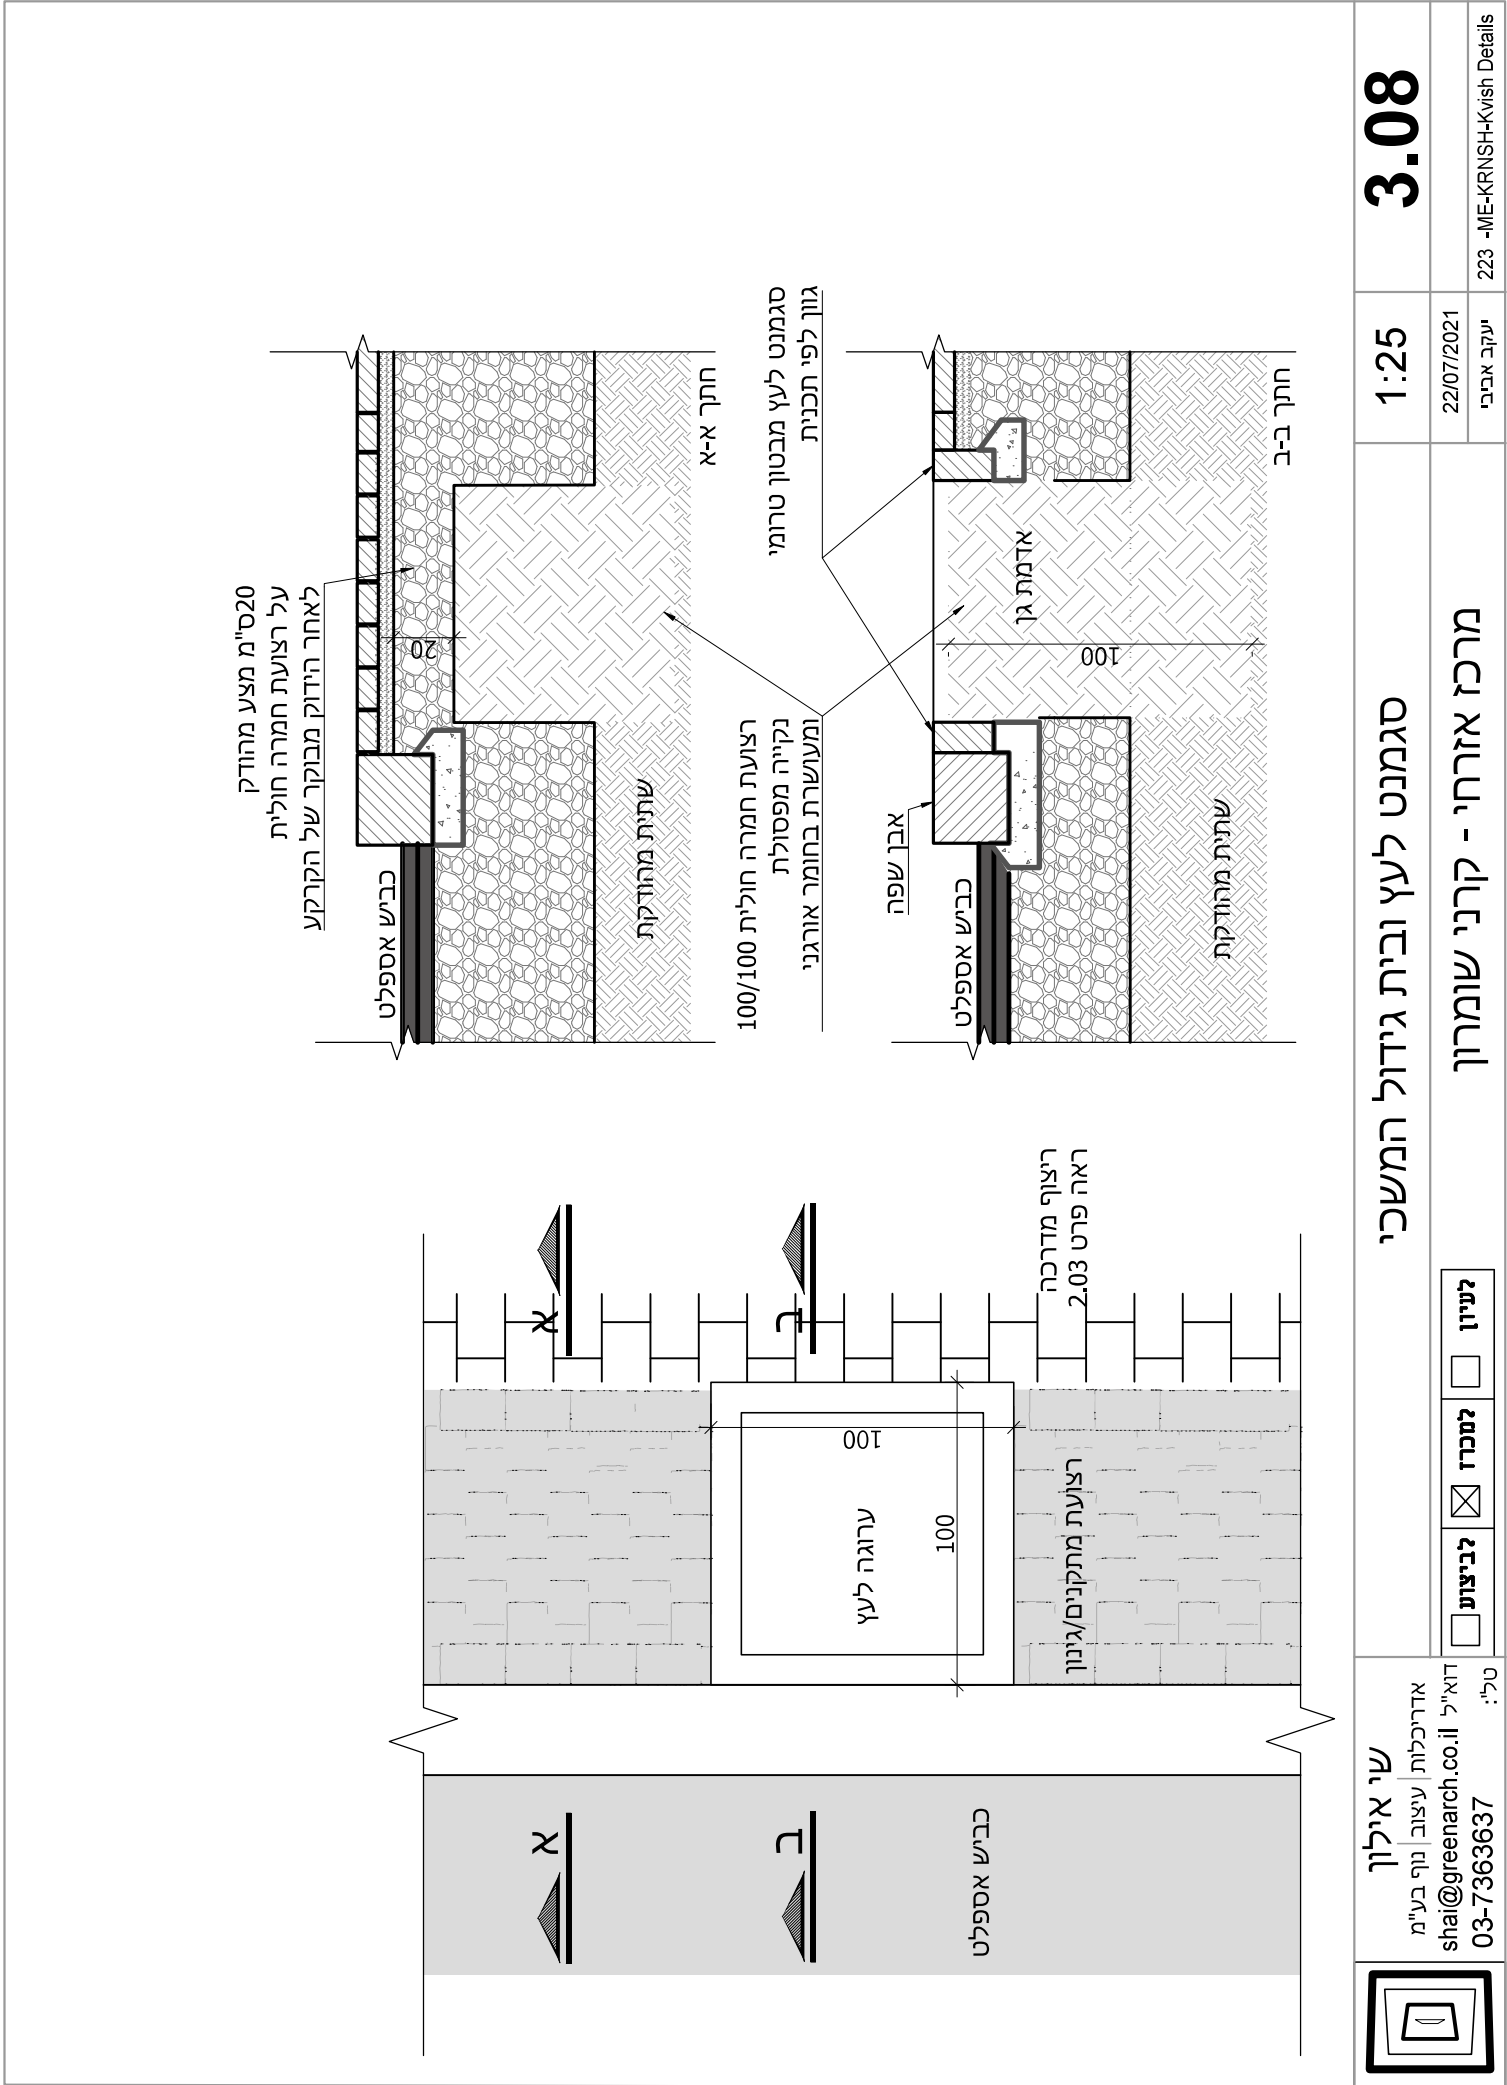 20ס"מ מצע מהודק
על רצועת חמרה חולית
לאחר הידוק מבוקר של הקרקע
כביש אספלט
20
שתית מהודקת
חתך א-א
רצועת חמרה חולית 100/100
נקייה מפסולת
ומעושרת בחומר אורגני
סגמנט לעץ מבטון טרומי
גוון לפי תכנית
אבן שפה
כביש אספלט
אדמת גן
100
שתית מהודקת
חתך ב-ב
א
א
ב
ב
ריצוף מדרכה
ראה פרט 2.03
100
ערוגה לעץ
100
רצועת מתקנים/גינון
כביש אספלט
שי אילון
אדריכלות | עיצוב | נוף בע"מ
דוא"ל shai@greenarch.co.il
טל': 03-7363637
לביצוע
למכרז
לעיון
סגמנט לעץ ובית גידול המשכי
מרכז אזרחי - קרני שומרון
1:25
22/07/2021
יעקב אביבי
3.08
223 -ME-KRNSH-Kvish Details